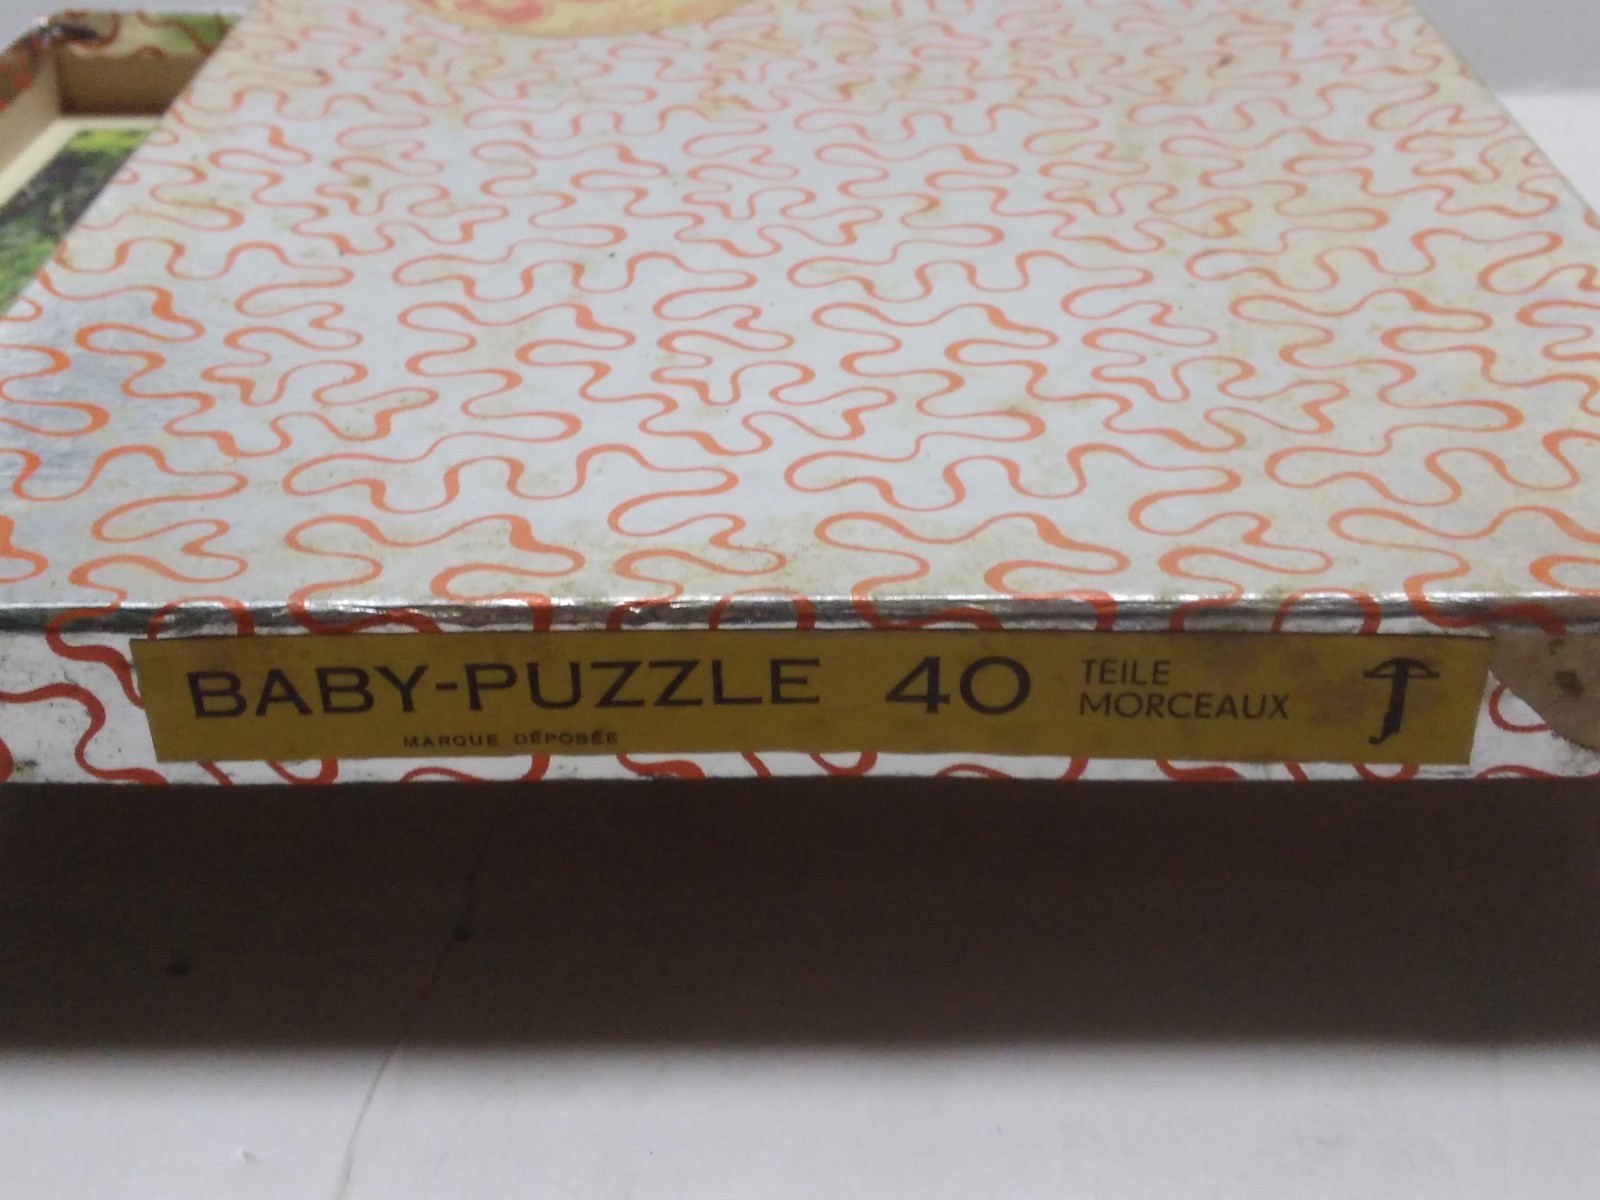 BABY-PUZZLE 40 TEILE
MORCEAUX
MARQUE DÉPOSÉE